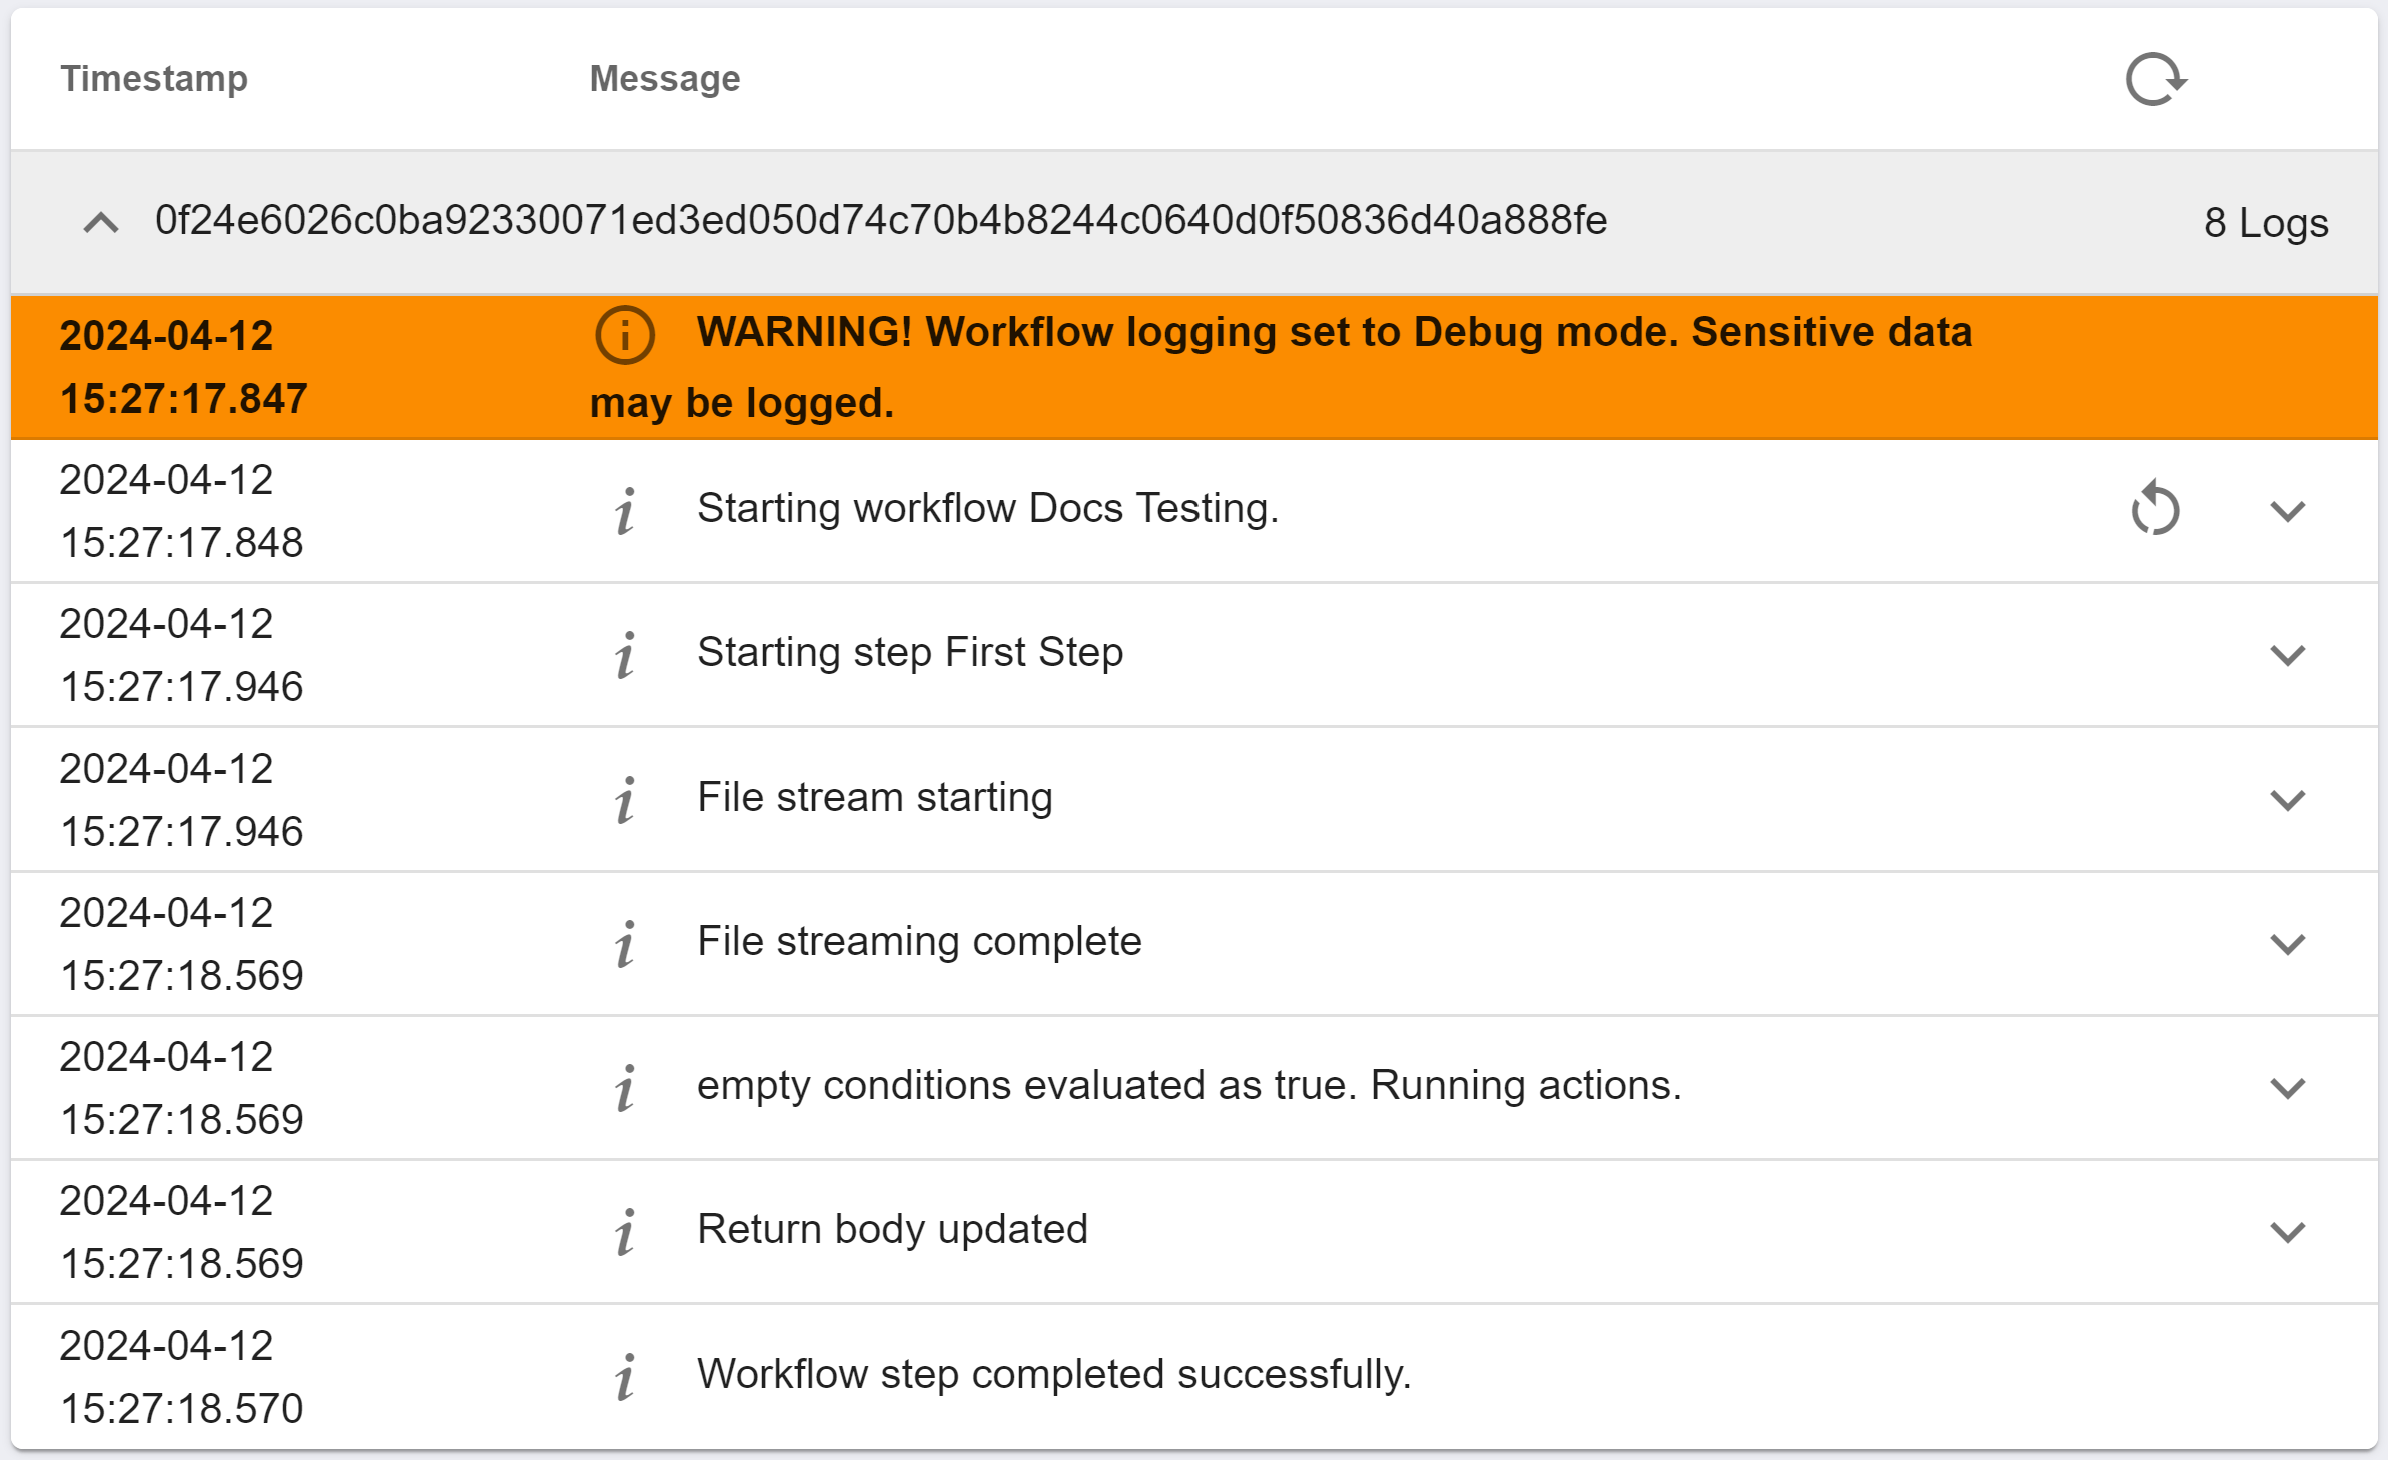 Timestamp Message
0f24e6026c0ba92330071ed3ed050d74c70b4b8244c0640d0f50836d40a888fe 8 Logs
2024-04-12
15:27:17.847
WARNING! Workflow logging set to Debug mode. Sensitive data
may be logged.
2024-04-12
15:27:17.848
Starting workflow Docs Testing.
2024-04-12
15:27:17.946
Starting step First Step
2024-04-12
15:27:17.946
File stream starting
2024-04-12
15:27:18.569
File streaming complete
2024-04-12
15:27:18.569
empty conditions evaluated as true. Running actions.
2024-04-12
15:27:18.569
Return body updated
2024-04-12
15:27:18.570
Workflow step completed successfully.